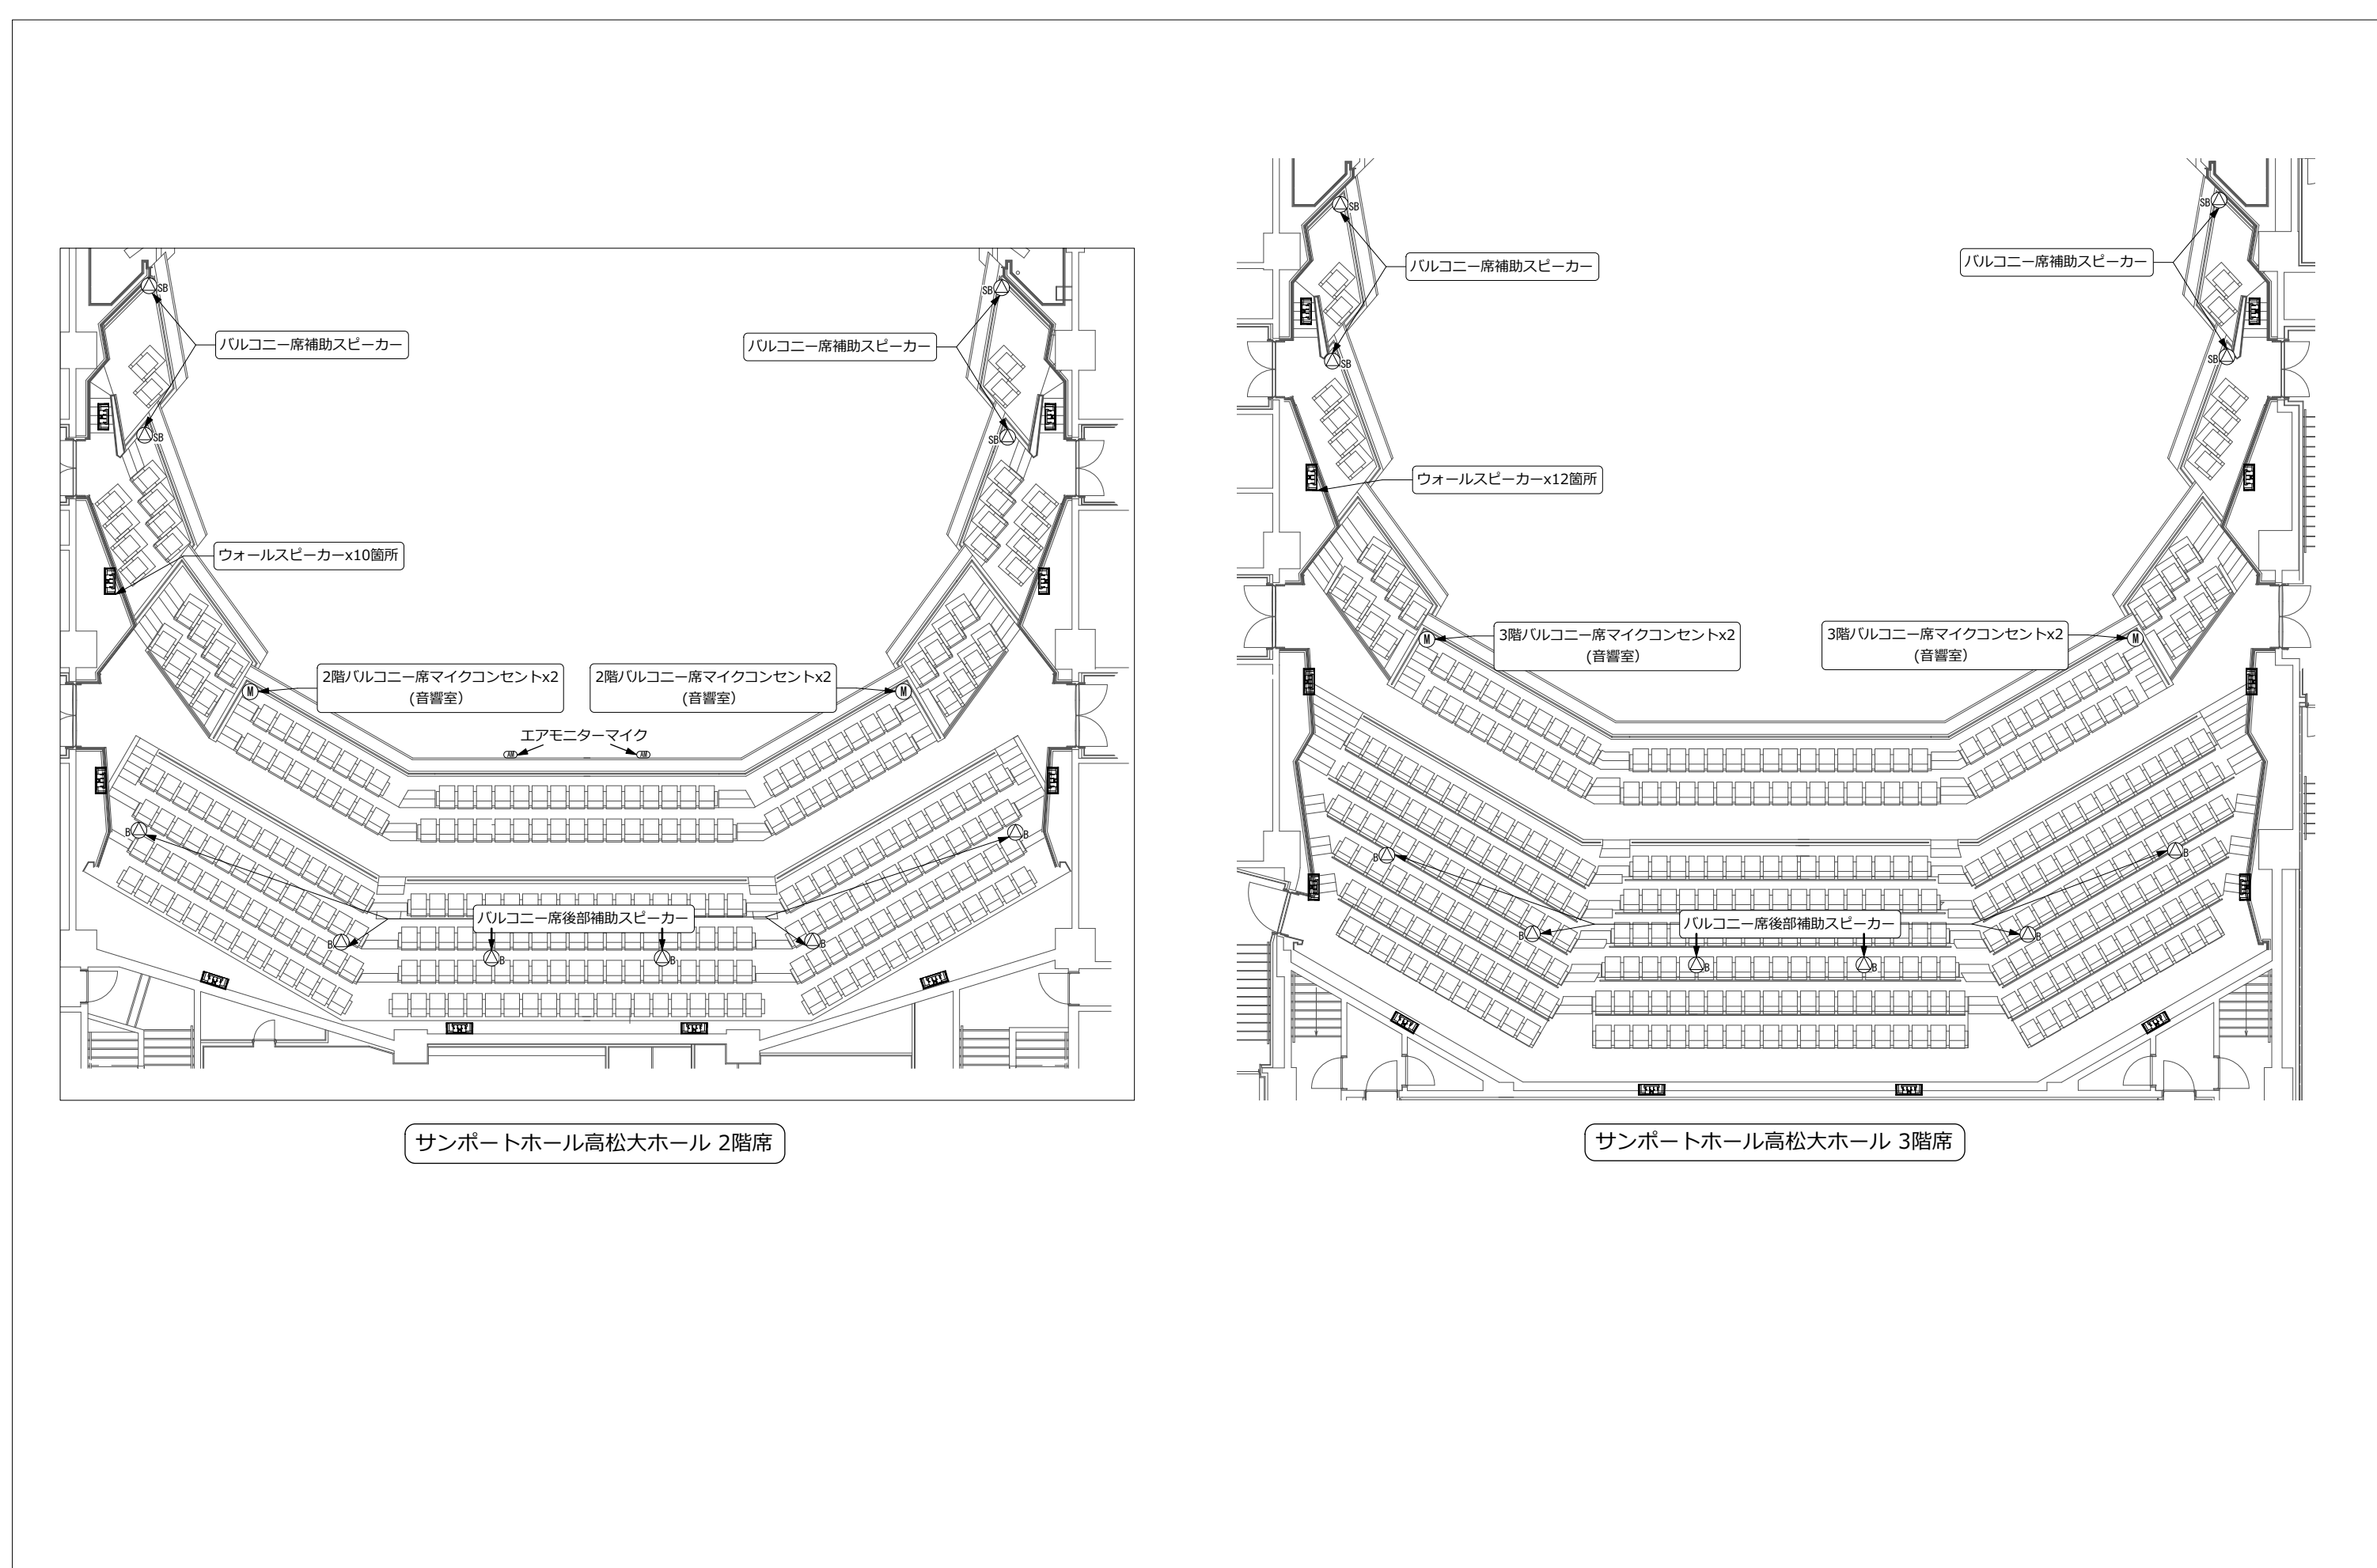 SB
SB
バルコニー席補助スピーカー
バルコニー席補助スピーカー
SB
SB
ウォールスピーカーx10箇所
2階バルコニー席マイクコンセントx2
(音響室)
2階バルコニー席マイクコンセントx2
(音響室)
M
M
エアモニターマイク
AM
AM
B
B
バルコニー席後部補助スピーカー
B
B
B
B
サンポートホール高松大ホール 2階席
SB
SB
バルコニー席補助スピーカー
バルコニー席補助スピーカー
SB
SB
ウォールスピーカーx12箇所
3階バルコニー席マイクコンセントx2
(音響室)
3階バルコニー席マイクコンセントx2
(音響室)
M
M
B
B
バルコニー席後部補助スピーカー
B
B
B
B
サンポートホール高松大ホール 3階席